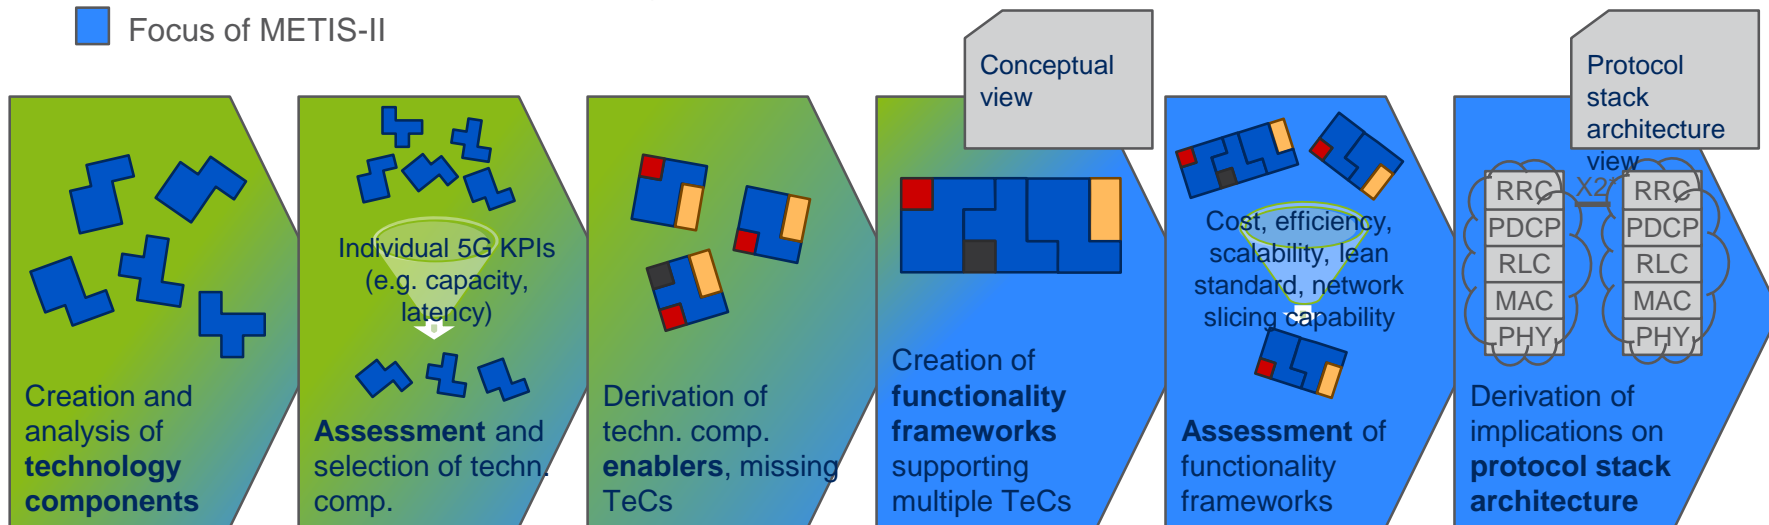 Focus of METIS-II
Conceptual
view
Protocol
stack
architecture
view
Creation and
analysis of
technology
components
Individual 5G KPIs
(e.g. capacity,
latency)
Assessment and
selection of techn.
comp.
Derivation of
techn. comp.
enablers, missing
TeCs
Creation of
functionality
frameworks
supporting
multiple TeCs
Cost, efficiency,
scalability, lean
standard, network
slicing capability
Assessment of
functionality
frameworks
RRC
PDCP
RLC
MAC
PHY
RRC
PDCP
RLC
MAC
PHY
Derivation of
implications on
protocol stack
architecture